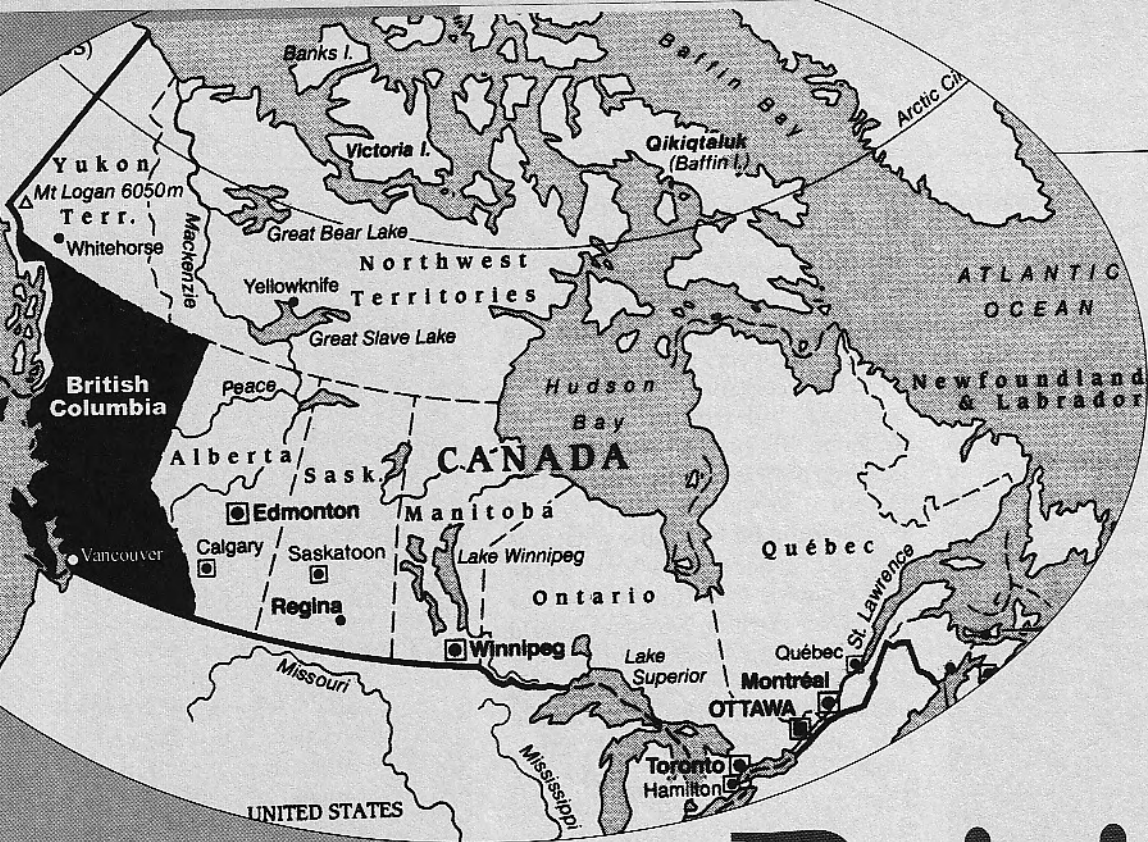 Banks I.
Baffin Bay
Arctic
Victoria I.
Qikiqtaluk
(Baffin I.)
Yukon
Mt Logan 6050m
Terr.
Whitehorse
Mackenzie
Great Bear Lake
Northwest
Territories
Yellowknife
Great Slave Lake
ATLANTIC
OCEAN
British
Columbia
Peace
Hudson
Bay
Newfoundland
& Labrador
Alberta
Sask.
CANADA
Edmonton
Manitoba
Calgary
Saskatoon
Lake Winnipeg
Québec
Vancouver
Regina
Ontario
St. Lawrence
Winnipeg
Lake
Superior
Québec
Missouri
Montréal
OTTAWA
Mississippi
Toronto
Hamilton
UNITED STATES